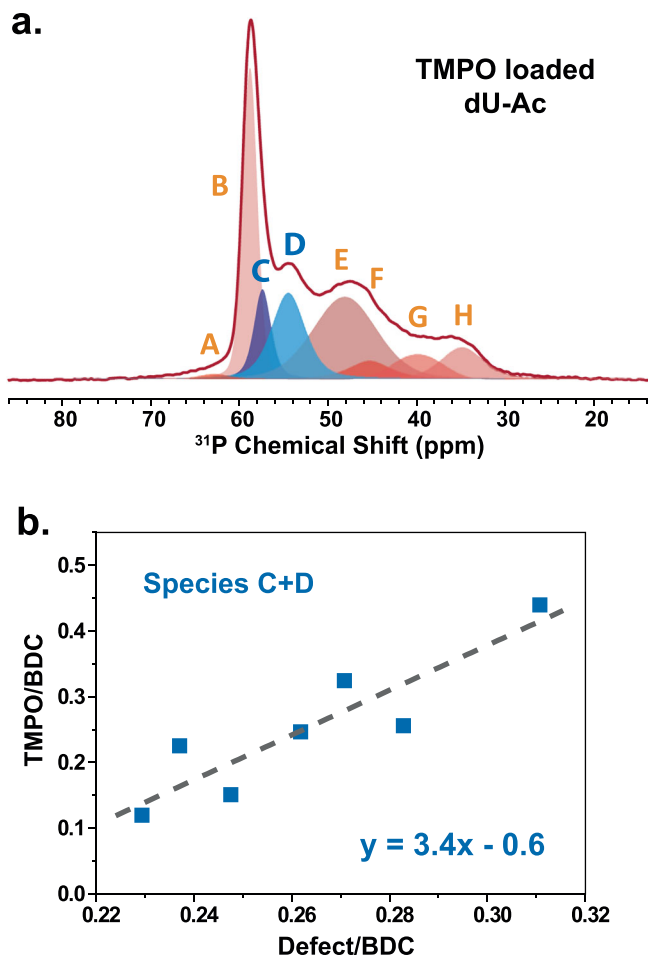 a.
TMPO loaded
dU-Ac
B
C
D
E
F
A
G
H
80 70 60 50 40 30 20
³¹P Chemical Shift (ppm)
b.
Species C+D
0.5
0.4
0.3
0.2
0.1
0.0
TMPO/BDC
y = 3.4x - 0.6
0.22 0.24 0.26 0.28 0.30 0.32
Defect/BDC